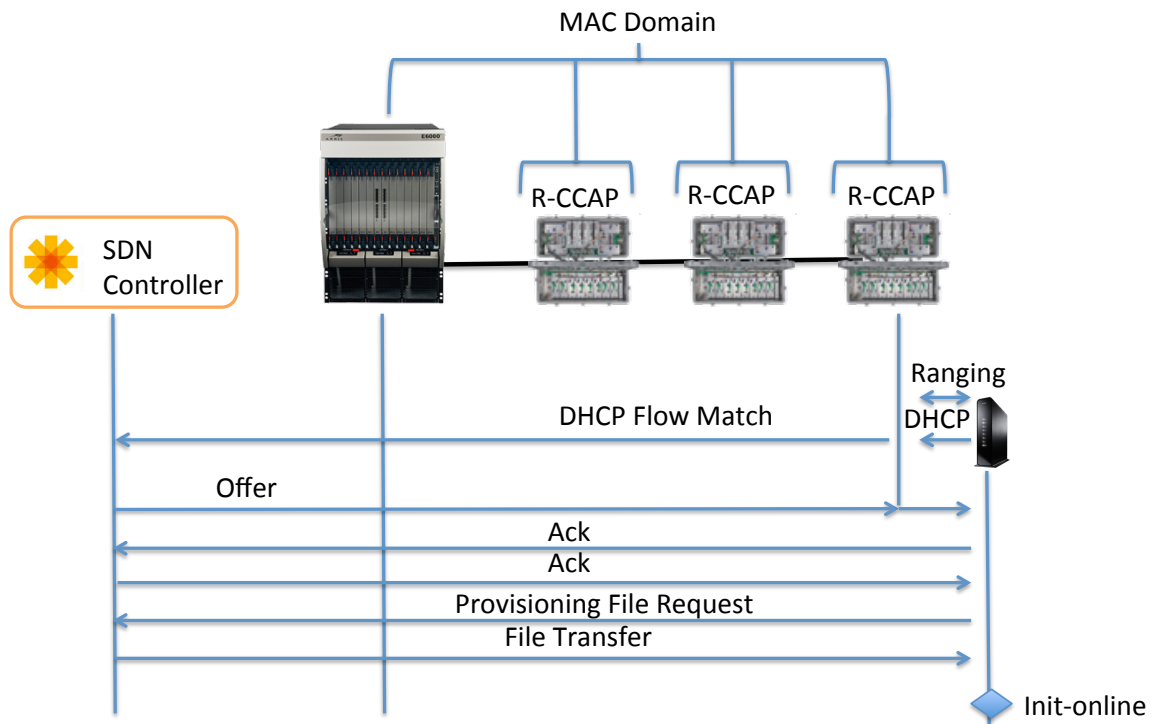 MAC Domain
E6000
R-CCAP
R-CCAP
R-CCAP
SDN
Controller
Ranging
DHCP Flow Match
DHCP
Offer
Ack
Ack
Provisioning File Request
File Transfer
Init-online